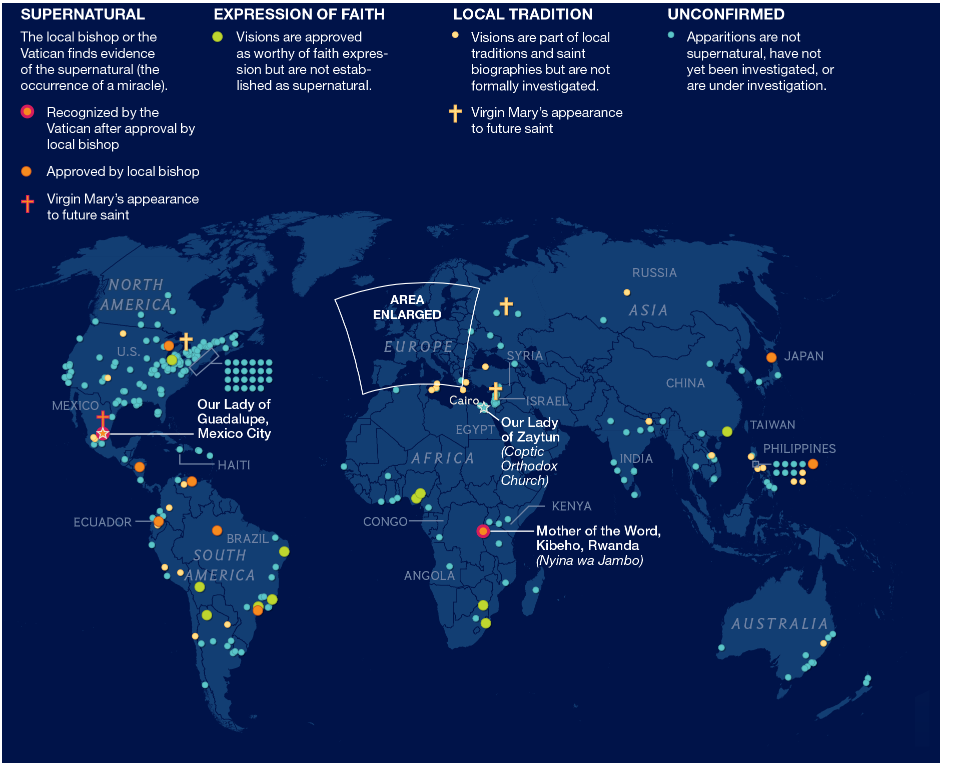 SUPERNATURAL
The local bishop or the
Vatican finds evidence
of the supernatural (the
occurrence of a miracle).
Recognized by the
Vatican after approval by
local bishop
Approved by local bishop
Virgin Mary's appearance
to future saint
EXPRESSION OF FAITH
Visions are approved
as worthy of faith expres-
sion but are not estab-
lished as supernatural.
LOCAL TRADITION
Visions are part of local
traditions and saint
biographies but are not
formally investigated.
Virgin Mary's appearance
to future saint
UNCONFIRMED
Apparitions are not
supernatural, have not
yet been investigated, or
are under investigation.
NORTH
AMERICA
U.S.
MEXICO
Our Lady of
Guadalupe,
Mexico City
HAITI
ECUADOR
BRAZIL
SOUTH
AMERICA
AREA
ENLARGED
EUROPE
RUSSIA
ASIA
SYRIA
ISRAEL
Cairo
EGYPT
Our Lady
of Zaytun
(Coptic
Orthodox
Church)
AFRICA
CONGO
KENYA
Mother of the Word,
Kibeho, Rwanda
(Nyina wa Jambo)
ANGOLA
CHINA
JAPAN
TAIWAN
INDIA
PHILIPPINES
AUSTRALIA